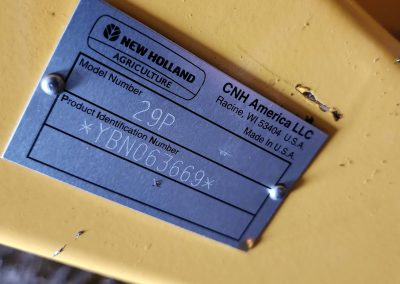 NEW HOLLAND
AGRICULTURE
CNH America LLC
Racine, WI 53404 U.S.A.
Made In U.S.A.
Model Number
29P
Product Identification Number
*YBN063669*